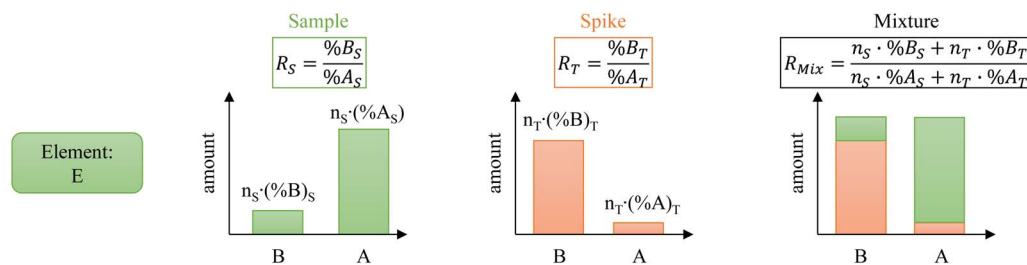 Sample
Spike
Mixture
R_S = %B_S / %A_S
R_T = %B_T / %A_T
R_Mix = n_S · %B_S + n_T · %B_T / n_S · %A_S + n_T · %A_T
Element:
E
amount
n_S·(%B)_S
n_S·(%A_S)
B
A
amount
n_T·(%B)_T
n_T·(%A)_T
B
A
amount
B
A